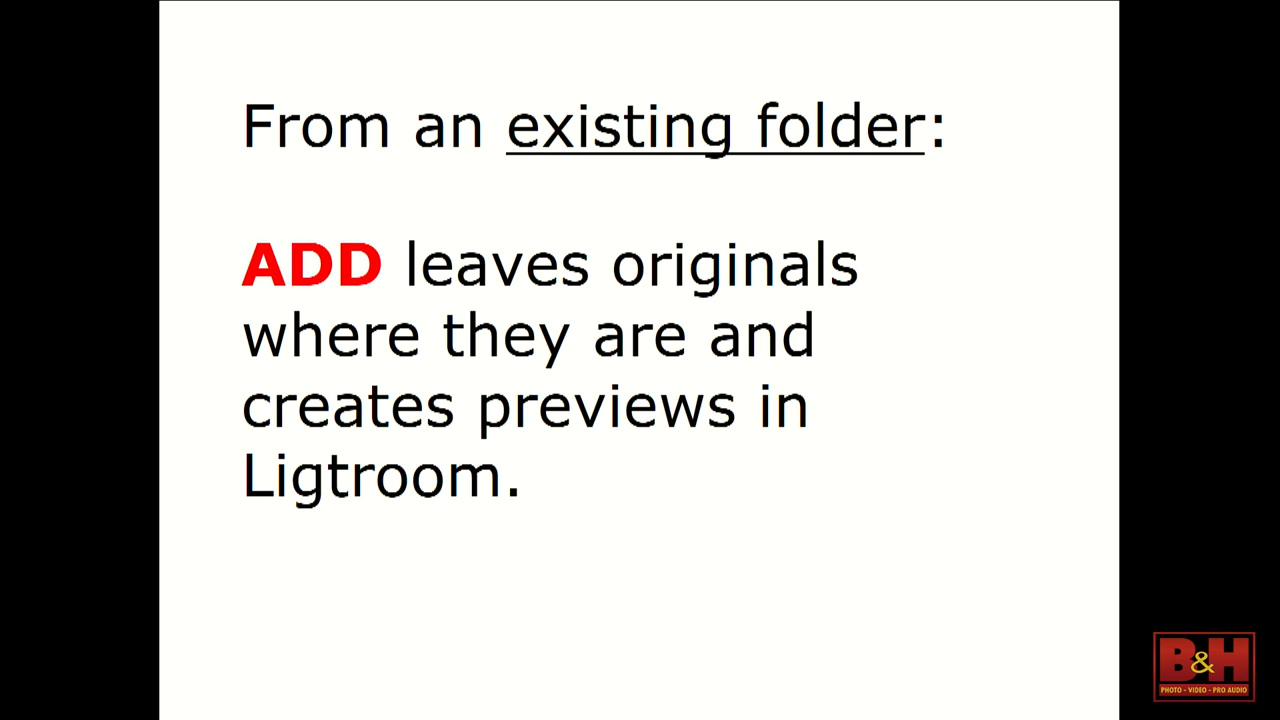 From an existing folder:
ADD leaves originals
where they are and
creates previews in
Ligtroom.
B&H
PHOTO - VIDEO - PRO AUDIO